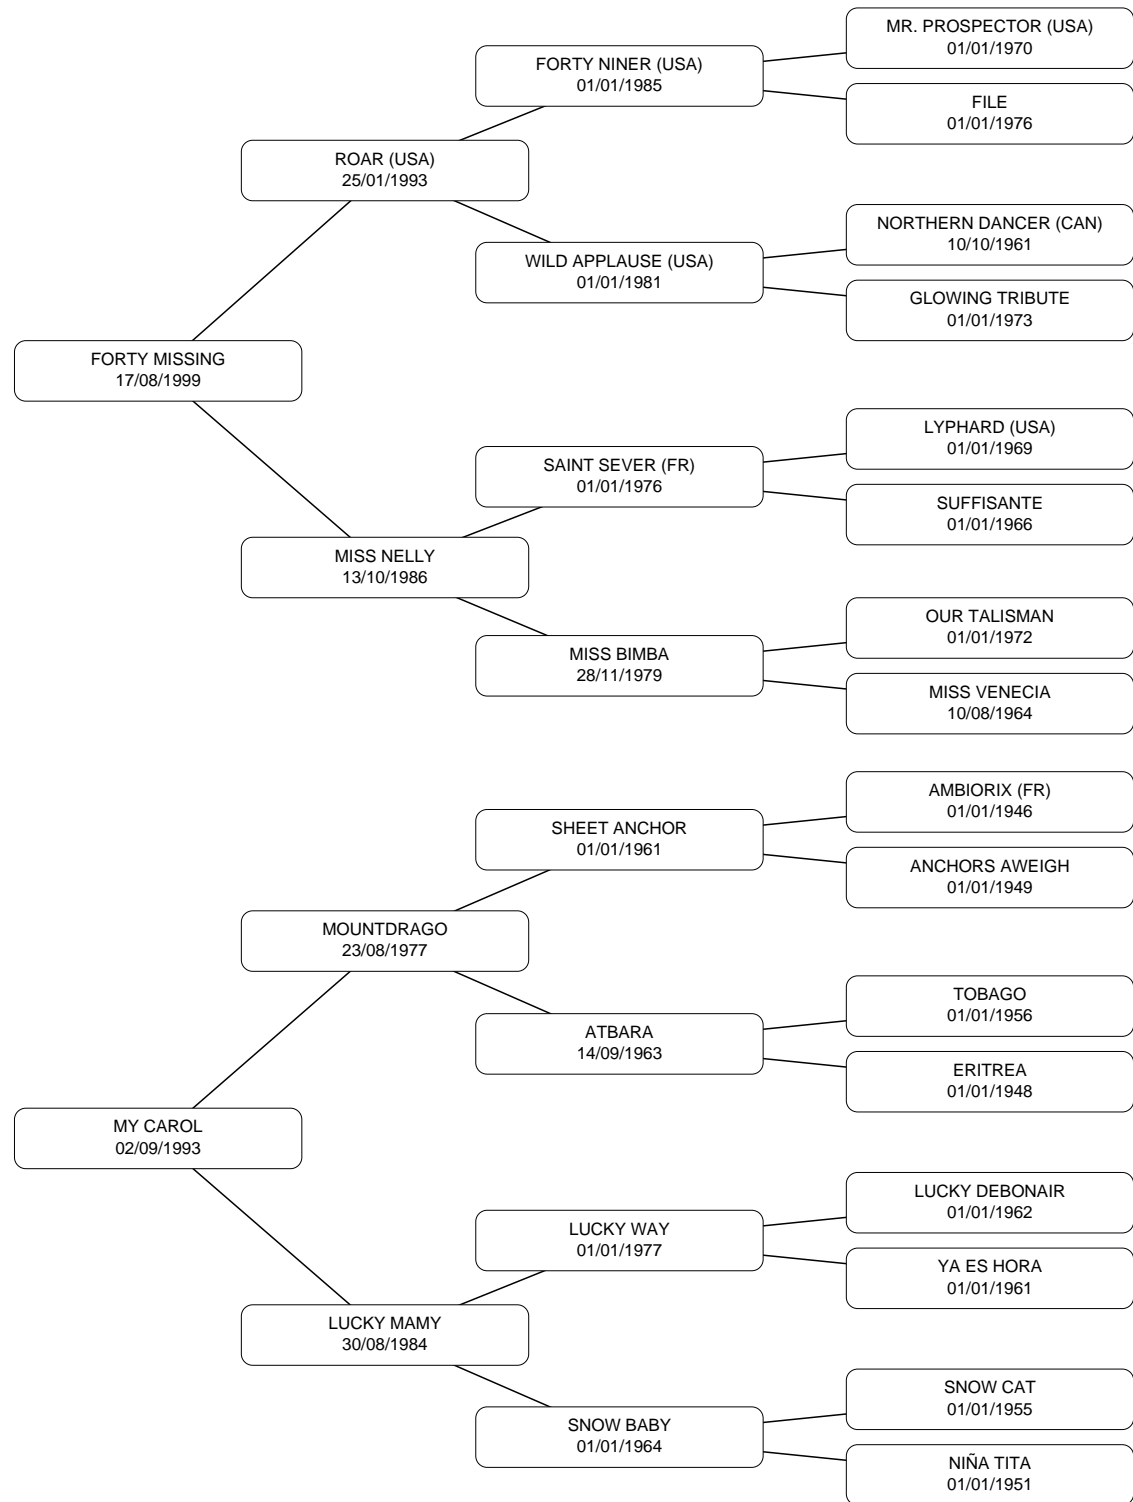 MR. PROSPECTOR (USA)
01/01/1970
FORTY NINER (USA)
01/01/1985
FILE
01/01/1976
ROAR (USA)
25/01/1993
NORTHERN DANCER (CAN)
10/10/1961
WILD APPLAUSE (USA)
01/01/1981
GLOWING TRIBUTE
01/01/1973
FORTY MISSING
17/08/1999
LYPHARD (USA)
01/01/1969
SAINT SEVER (FR)
01/01/1976
SUFFISANTE
01/01/1966
MISS NELLY
13/10/1986
OUR TALISMAN
01/01/1972
MISS BIMBA
28/11/1979
MISS VENECIA
10/08/1964
AMBIORIX (FR)
01/01/1946
SHEET ANCHOR
01/01/1961
ANCHORS AWEIGH
01/01/1949
MOUNTDRAGO
23/08/1977
TOBAGO
01/01/1956
ATBARA
14/09/1963
ERITREA
01/01/1948
MY CAROL
02/09/1993
LUCKY DEBONAIR
01/01/1962
LUCKY WAY
01/01/1977
YA ES HORA
01/01/1961
LUCKY MAMY
30/08/1984
SNOW CAT
01/01/1955
SNOW BABY
01/01/1964
NIÑA TITA
01/01/1951